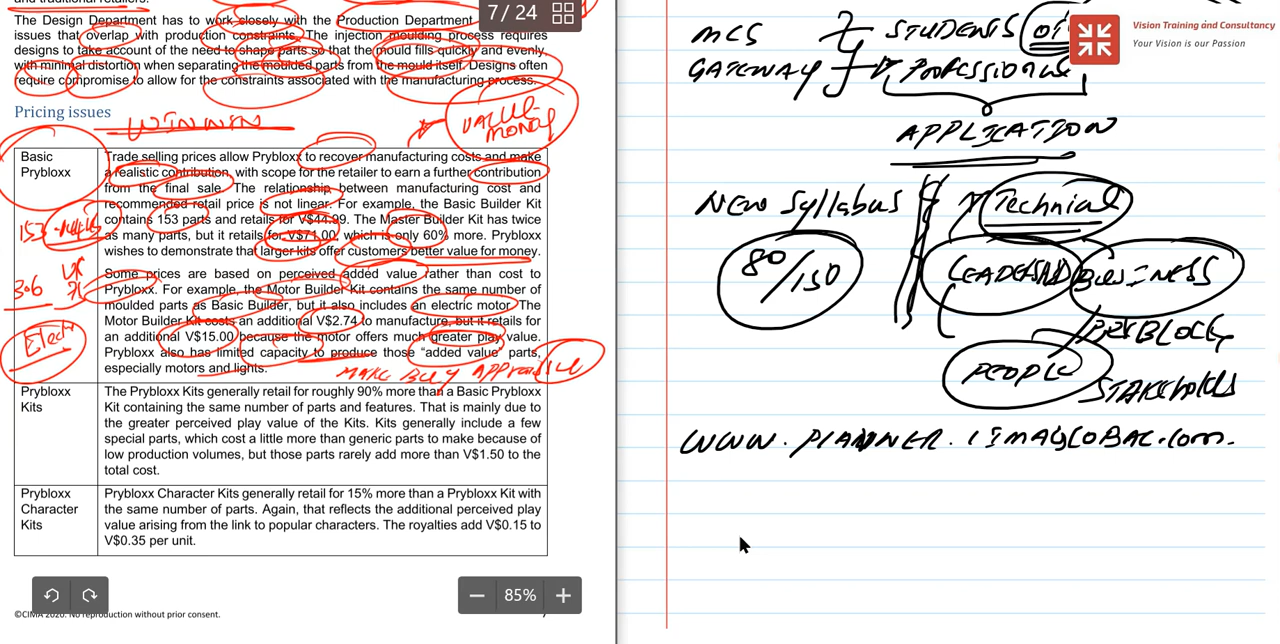 and traditional retailers.
The Design Department has to work closely with the Production Department
issues that overlap with production constraints. The injection moulding process requires
designs to take account of the need to shape parts so that the mould fills quickly and evenly,
with minimal distortion when separating the moulded parts from the mould itself. Designs often
require compromise to allow for the constraints associated with the manufacturing process.
7 / 24
Pricing issues
VALUE-
MONEY
Basic
Prybloxx
Trade selling prices allow Prybloxx to recover manufacturing costs and make
a realistic contribution, with scope for the retailer to earn a further contribution
from the final sale. The relationship between manufacturing cost and
recommended retail price is not linear. For example, the Basic Builder Kit
contains 153 parts and retails for V$44.99. The Master Builder Kit has twice
as many parts, but it retails for V$71.00, which is only 60% more. Prybloxx
wishes to demonstrate that larger kits offer customers better value for money.
Some prices are based on perceived added value rather than cost to
Prybloxx. For example, the Motor Builder Kit contains the same number of
moulded parts as Basic Builder, but it also includes an electric motor. The
Motor Builder Kit costs an additional V$2.74 to manufacture, but it retails for
an additional V$15.00 because the motor offers much greater play value.
Prybloxx also has limited capacity to produce those “added value” parts,
especially motors and lights.
153
306
MAKE BUY
Prybloxx
Kits
The Prybloxx Kits generally retail for roughly 90% more than a Basic Prybloxx
Kit containing the same number of parts and features. That is mainly due to
the greater perceived play value of the Kits. Kits generally include a few
special parts, which cost a little more than generic parts to make because of
low production volumes, but those parts rarely add more than V$1.50 to the
total cost.
Prybloxx
Character
Kits
Prybloxx Character Kits generally retail for 15% more than a Prybloxx Kit with
the same number of parts. Again, that reflects the additional perceived play
value arising from the link to popular characters. The royalties add V$0.15 to
V$0.35 per unit.
85%
©CIMA 2020. No reproduction without prior consent.
MCS STUDENTS
GATEWAY PROFESSIONAL
APPLICATION
New Syllabus Technical
80/150
BUSINESS
PEOPLE
Vision Training and Consultancy
Your Vision is our Passion